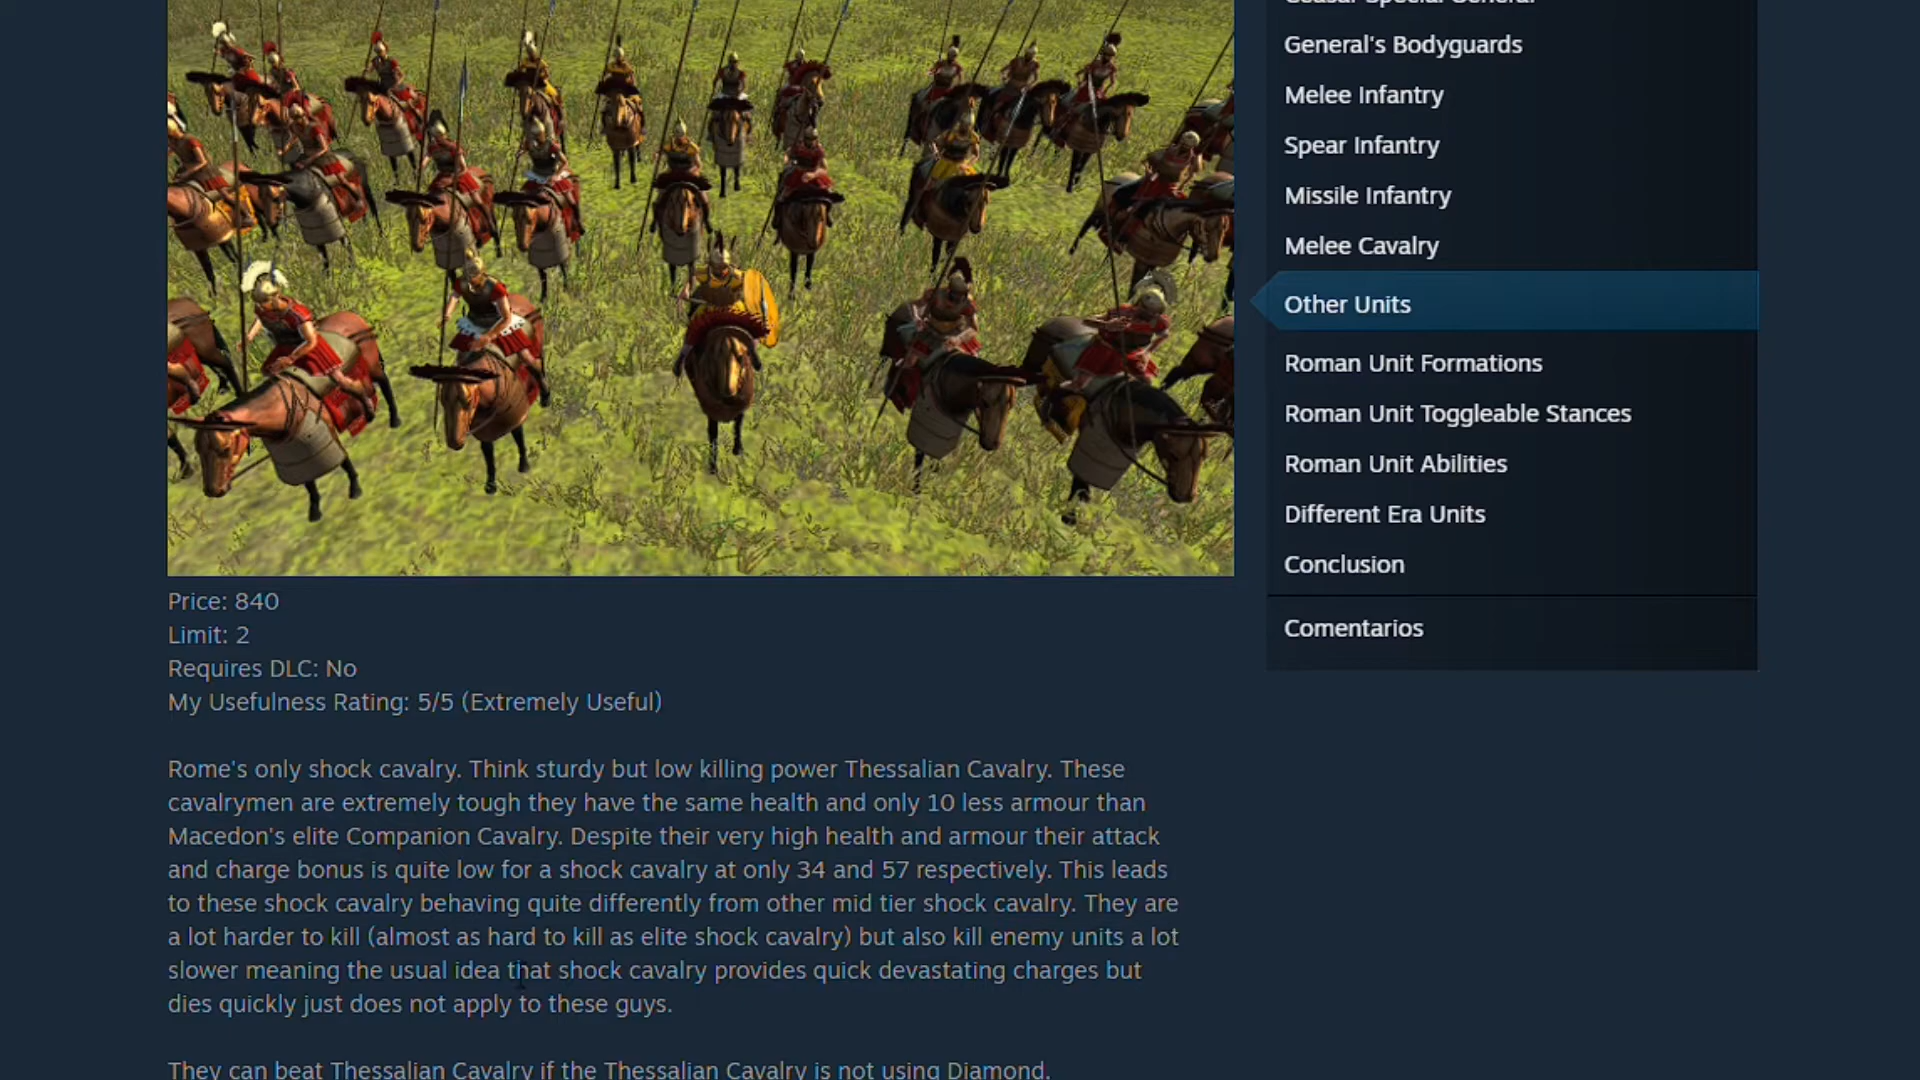 General's Bodyguards
Melee Infantry
Spear Infantry
Missile Infantry
Melee Cavalry
Other Units
Roman Unit Formations
Roman Unit Toggleable Stances
Roman Unit Abilities
Different Era Units
Conclusion
Comentarios
Price: 840
Limit: 2
Requires DLC: No
My Usefulness Rating: 5/5 (Extremely Useful)
Rome's only shock cavalry. Think sturdy but low killing power Thessalian Cavalry. These
cavalrymen are extremely tough they have the same health and only 10 less armour than
Macedon's elite Companion Cavalry. Despite their very high health and armour their attack
and charge bonus is quite low for a shock cavalry at only 34 and 57 respectively. This leads
to these shock cavalry behaving quite differently from other mid tier shock cavalry. They are
a lot harder to kill (almost as hard to kill as elite shock cavalry) but also kill enemy units a lot
slower meaning the usual idea that shock cavalry provides quick devastating charges but
dies quickly just does not apply to these guys.
They can beat Thessalian Cavalry if the Thessalian Cavalry is not using Diamond.